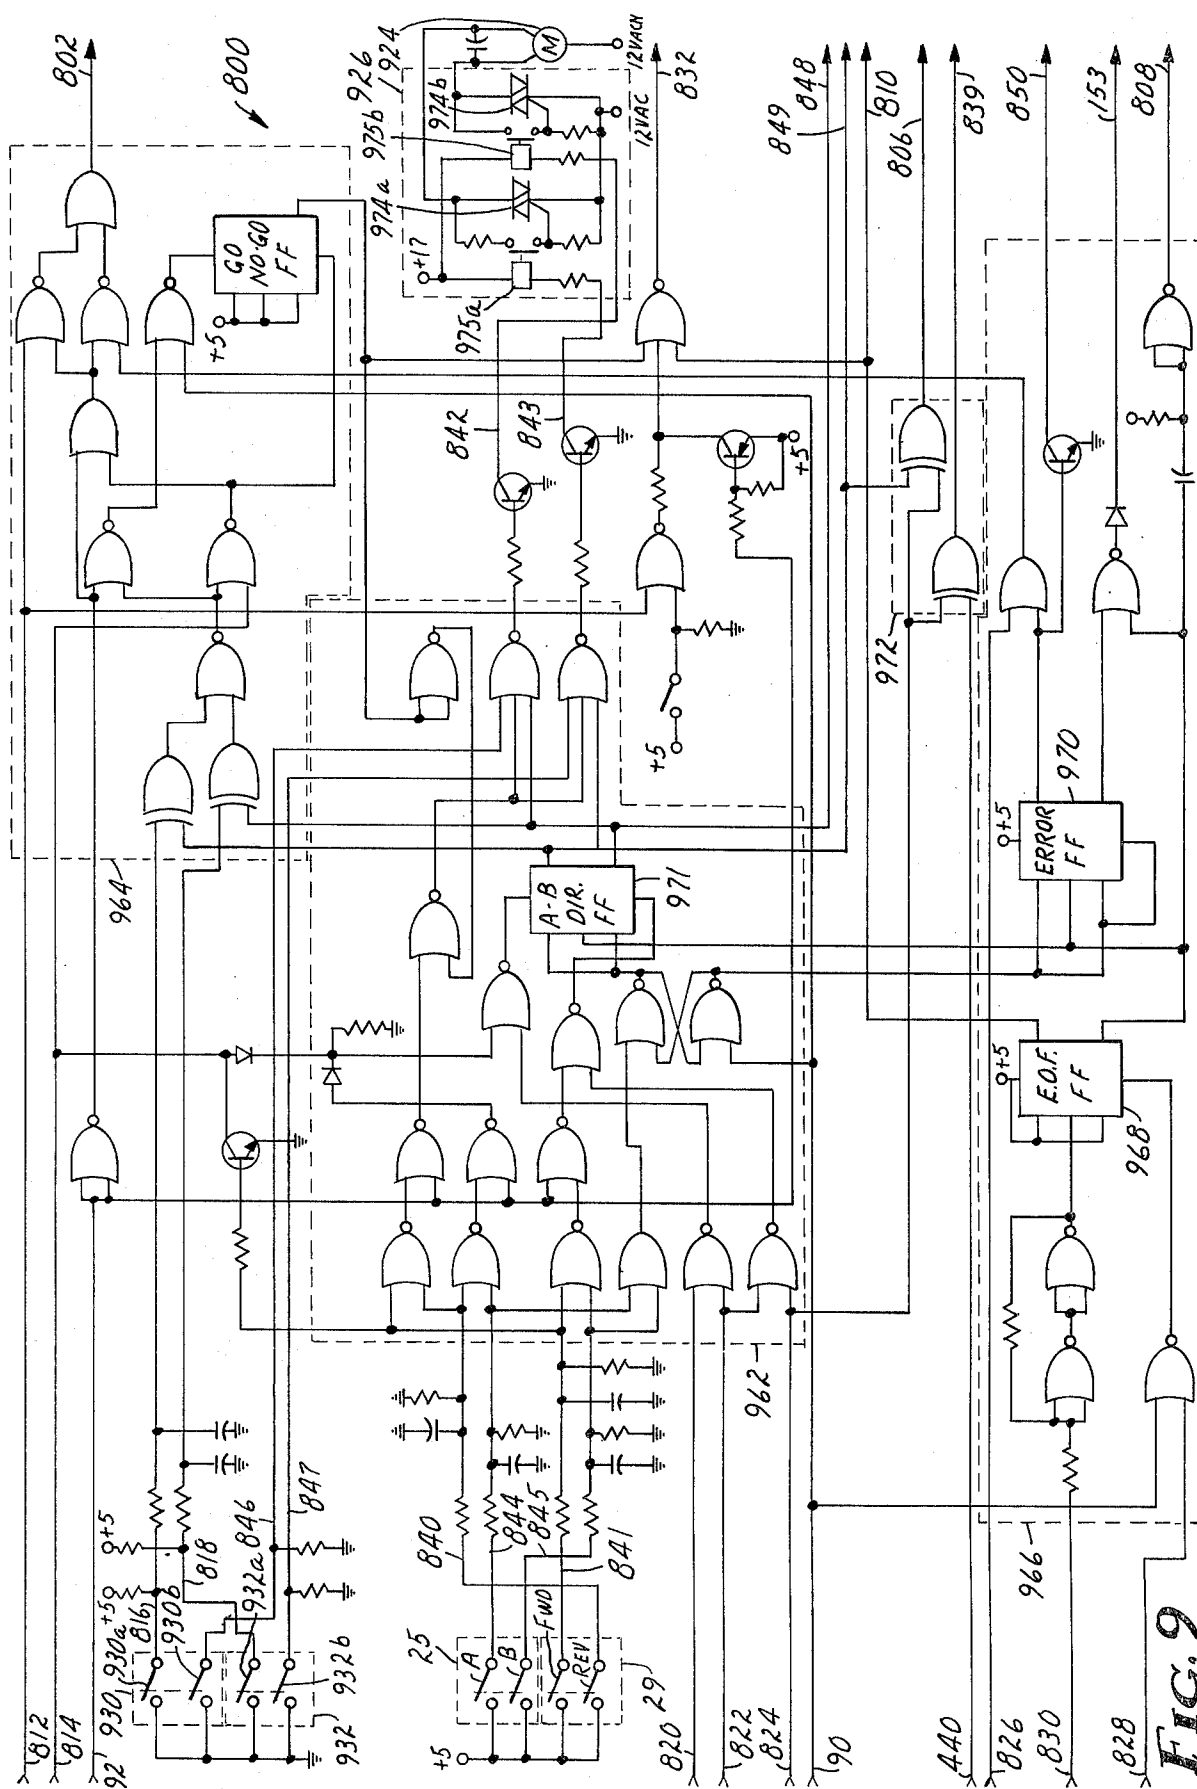 802
800
926
924
975b
974b
974a
12VACN
12VAC
+17
975a
832
GO
NO-GO
FF
+5
842
843
849
848
810
806
839
850
153
808
972
+5
+5
964
A-B
DIR.
FF
971
+5
ERROR
FF
970
+5
E.O.F.
FF
968
962
966
M
812
814
92'
930
930a
+5
816
930b
+5
818
932a
846
847
932b
932
25
A
B
FWD
REV
29
+5
840
844
845
841
820
822
824
90
440
826
830
828
FIG. 9